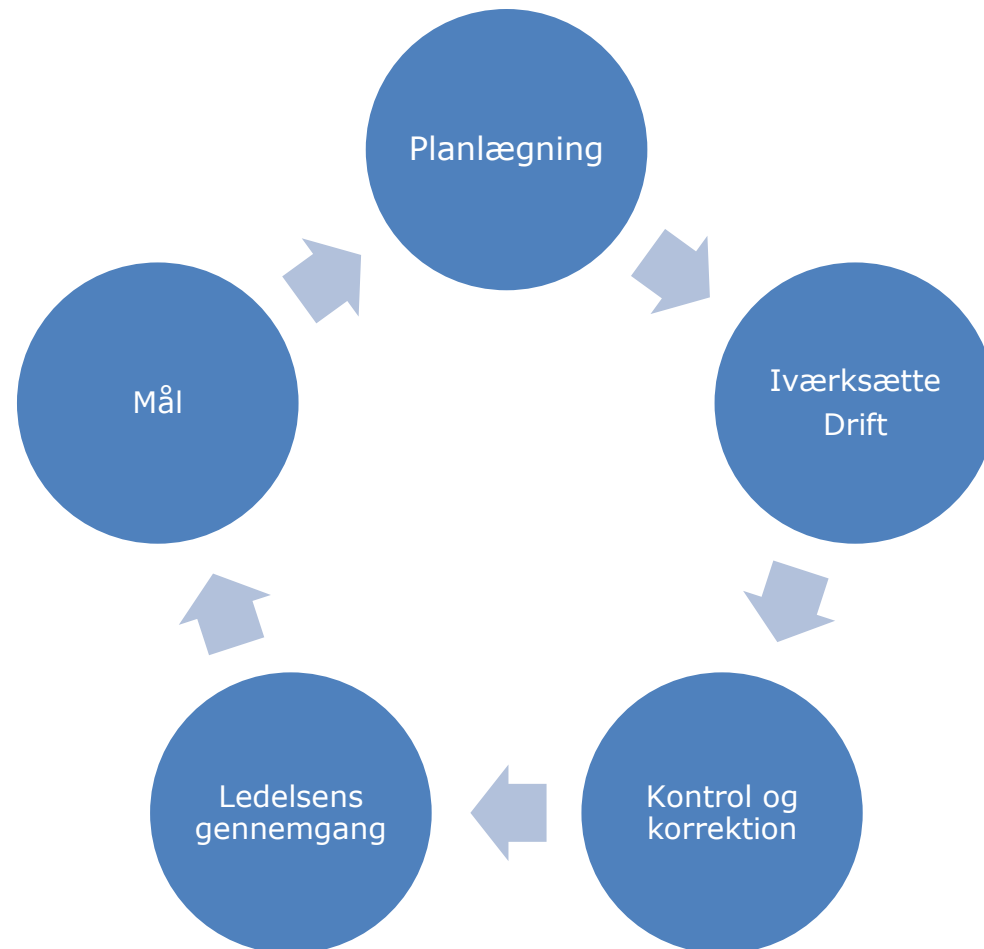 Planlægning
Iværksætte
Drift
Mål
Ledelsens
gennemgang
Kontrol og
korrektion